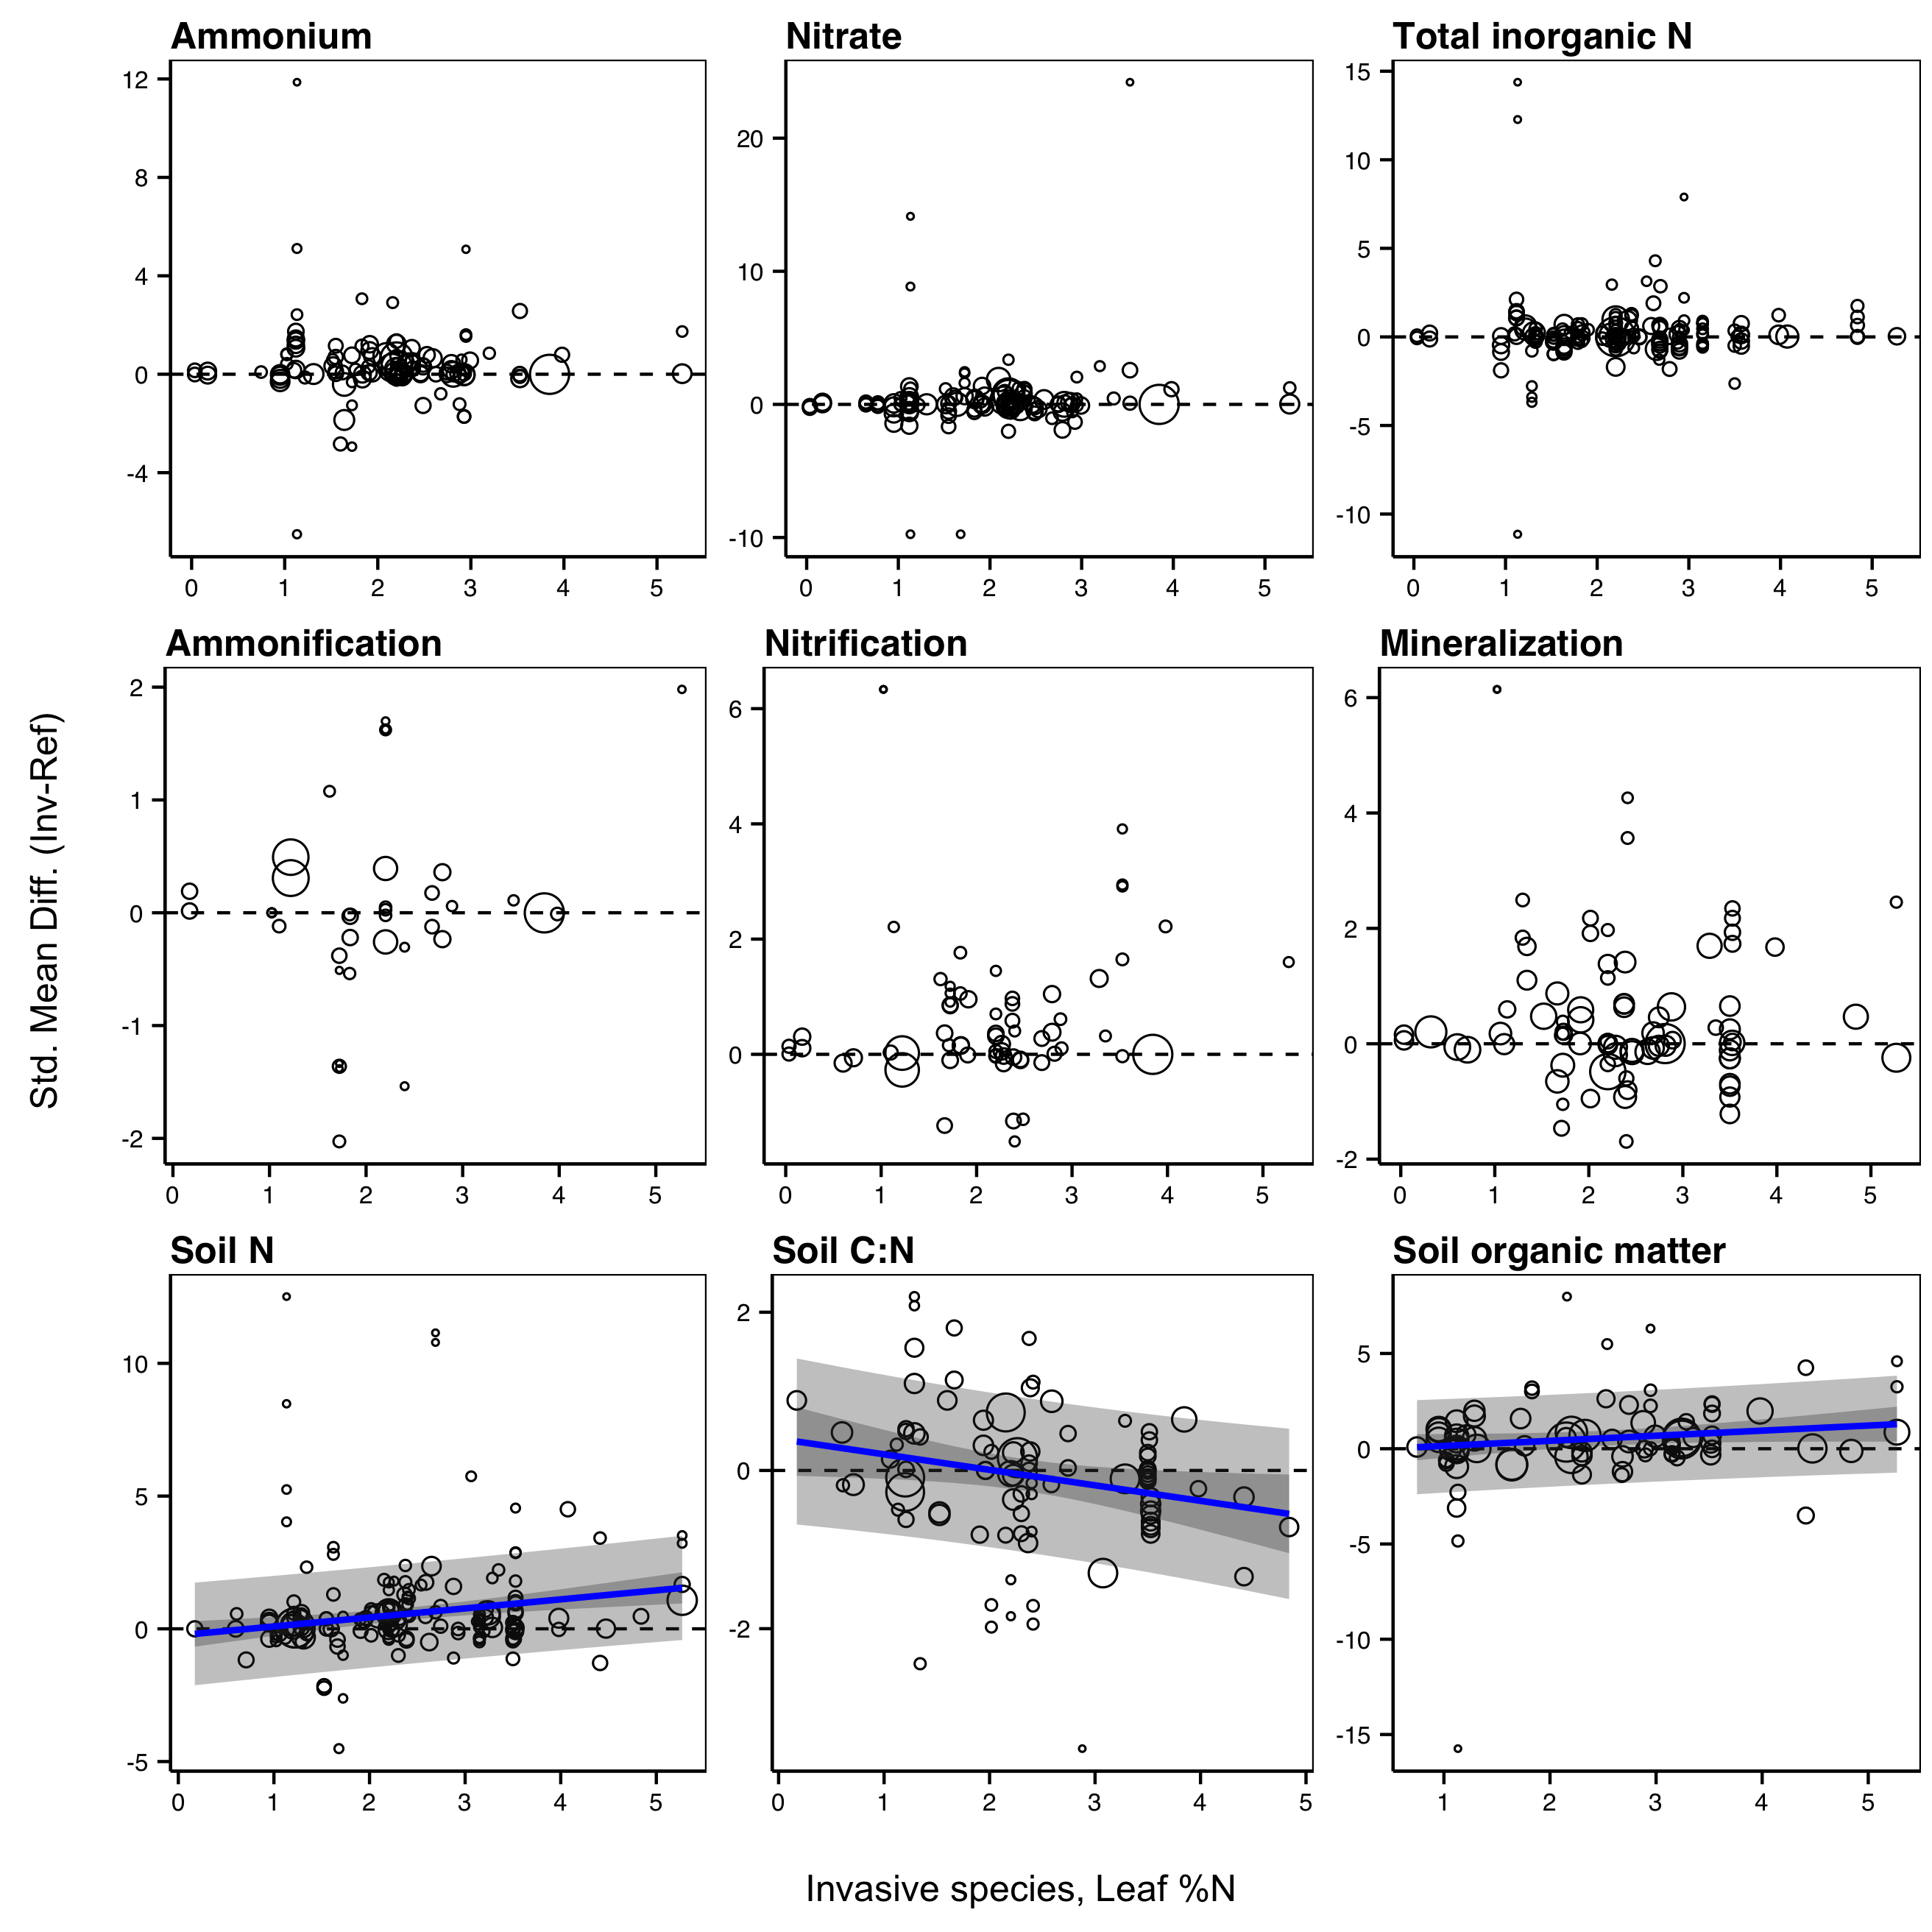 Ammonium
Nitrate
Total inorganic N
12
8
4
0
-4
0 1 2 3 4 5
20
10
0
-10
0 1 2 3 4 5
15
10
5
0
-5
-10
0 1 2 3 4 5
Std. Mean Diff. (Inv-Ref)
Ammonification
Nitrification
Mineralization
2
1
0
-1
-2
0 1 2 3 4 5
6
4
2
0
0 1 2 3 4 5
6
4
2
0
-2
0 1 2 3 4 5
Soil N
Soil C:N
Soil organic matter
10
5
0
-5
0 1 2 3 4 5
2
0
-2
0 1 2 3 4 5
5
0
-5
-10
-15
1 2 3 4 5
Invasive species, Leaf %N